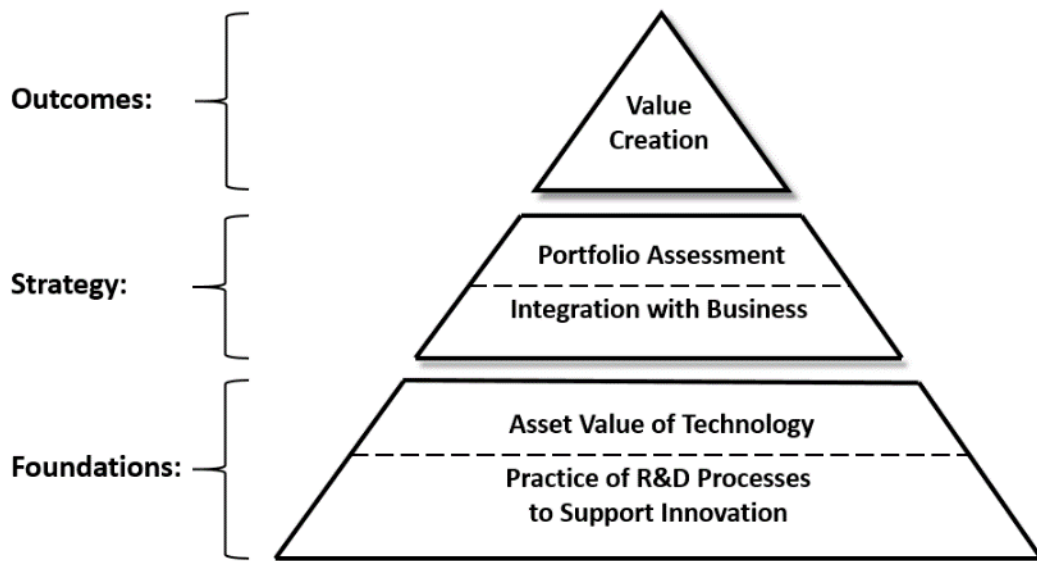 Outcomes:
Value
Creation
Strategy:
Portfolio Assessment
Integration with Business
Foundations:
Asset Value of Technology
Practice of R&D Processes
to Support Innovation